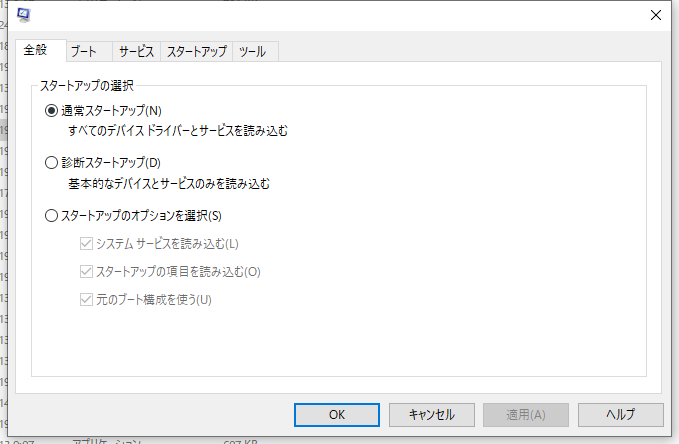 全般
ブート
サービス
スタートアップ
ツール
スタートアップの選択
通常スタートアップ(N)
すべてのデバイス ドライバーとサービスを読み込む
診断スタートアップ(D)
基本的なデバイスとサービスのみを読み込む
スタートアップのオプションを選択(S)
システム サービスを読み込む(L)
スタートアップの項目を読み込む(O)
元のブート構成を使う(U)
OK
キャンセル
適用(A)
ヘルプ